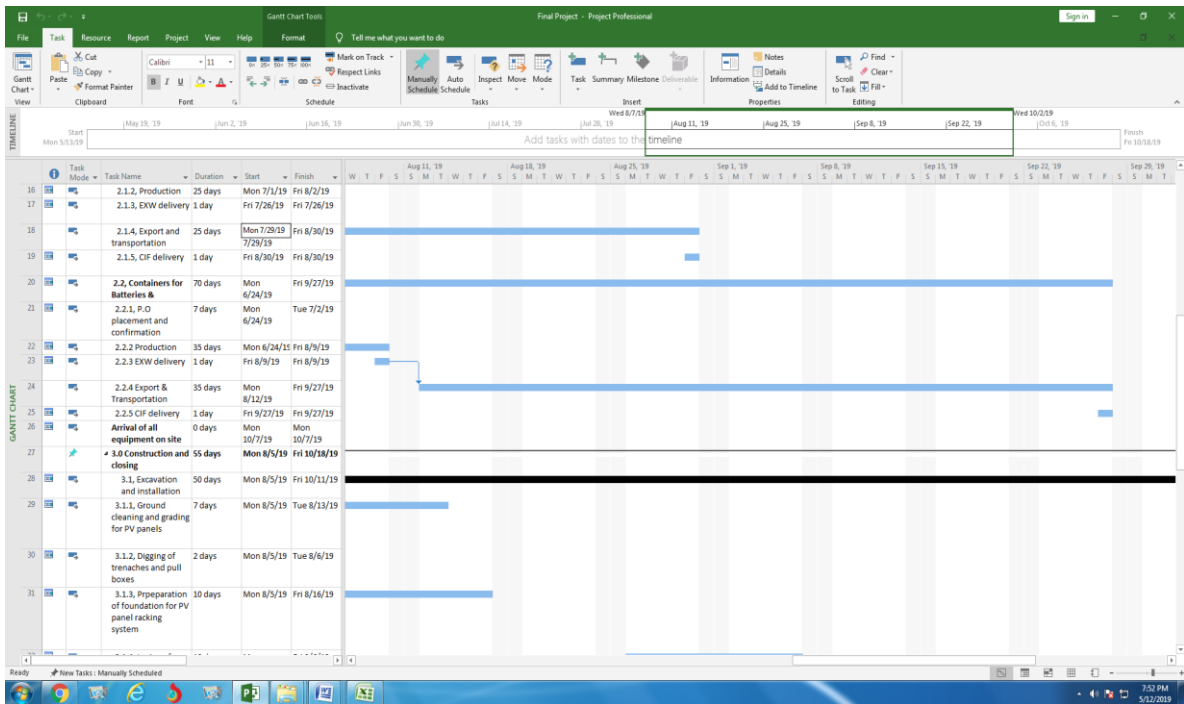 Gantt Chart Tools
Final Project - Project Professional
Sign in
File Task Resource Report Project View Help Format Tell me what you want to do
Gantt Chart
View
Paste
Cut
Copy
Format Painter
Clipboard
Calibri 11
B I U
Font
0% 25% 50% 75% 100%
Mark on Track
Respect Links
Inactivate
Schedule
Manually Schedule
Auto Schedule
Inspect
Move
Mode
Tasks
Task
Summary
Milestone
Deliverable
Insert
Information
Notes
Details
Add to Timeline
Properties
Scroll to Task
Find
Clear
Fill
Editing
TIMELINE
Wed 8/7/19
Wed 10/2/19
May 19, '19 Jun 2, '19 Jun 16, '19 Jun 30, '19 Jul 14, '19 Jul 28, '19 Aug 11, '19 Aug 25, '19 Sep 8, '19 Sep 22, '19 Oct 6, '19
Start
Mon 5/13/19
Add tasks with dates to the timeline
Finish
Fri 10/18/19
GANTT CHART
Task Mode Task Name Duration Start Finish
Aug 11, '19 Aug 18, '19 Aug 25, '19 Sep 1, '19 Sep 8, '19 Sep 15, '19 Sep 22, '19 Sep 29, '19
W T F S S M T W T F S S M T W T F S S M T W T F S S M T W T F S S M T W T F S S M T W T F S S M T W T F S S M T
16 2.1.2, Production 25 days Mon 7/1/19 Fri 8/2/19
17 2.1.3, EXW delivery 1 day Fri 7/26/19 Fri 7/26/19
18 2.1.4, Export and 25 days Mon 7/29/19 Fri 8/30/19
transportation 7/29/19
19 2.1.5, CIF delivery 1 day Fri 8/30/19 Fri 8/30/19
20 2.2, Containers for 70 days Mon Fri 9/27/19
Batteries & 6/24/19
21 2.2.1, P.O 7 days Mon Tue 7/2/19
placement and 6/24/19
confirmation
22 2.2.2 Production 35 days Mon 6/24/19 Fri 8/9/19
23 2.2.3 EXW delivery 1 day Fri 8/9/19 Fri 8/9/19
24 2.2.4 Export & 35 days Mon Fri 9/27/19
Transportation 8/12/19
25 2.2.5 CIF delivery 1 day Fri 9/27/19 Fri 9/27/19
26 Arrival of all 0 days Mon Mon
equipment on site 10/7/19 10/7/19
27 3.0 Construction and 55 days Mon 8/5/19 Fri 10/18/19
closing
28 3.1, Excavation 50 days Mon 8/5/19 Fri 10/11/19
and installation
29 3.1.1, Ground 7 days Mon 8/5/19 Tue 8/13/19
cleaning and grading
for PV panels
30 3.1.2, Digging of 2 days Mon 8/5/19 Tue 8/6/19
trenaches and pull
boxes
31 3.1.3, Prpeparation 10 days Mon 8/5/19 Fri 8/16/19
of foundation for PV
panel racking
system
Ready New Tasks : Manually Scheduled
7:52 PM
5/12/2019